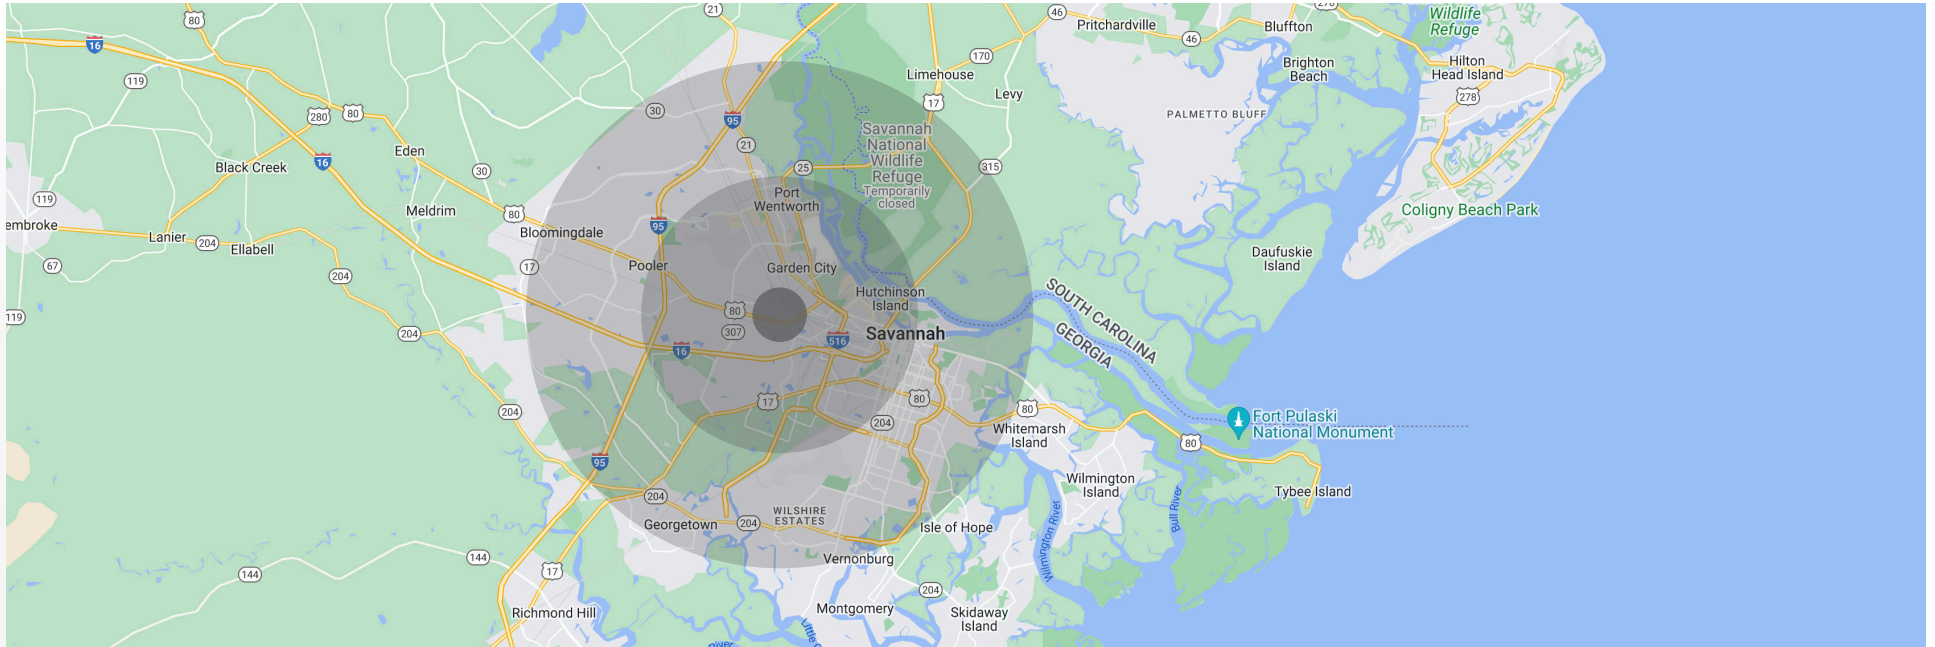 21
46
Pritchardville
Bluffton
46
Wildlife
Refuge
80
16
Brighton
Beach
Hilton
Head Island
278
170
Limehouse
Levy
17
119
280
80
30
95
PALMETTO BLUFF
Savannah
National
Wildlife
Refuge
Temporarily
closed
21
Eden
16
Black Creek
30
25
315
Port
Wentworth
119
Meldrim
80
Coligny Beach Park
embroke
Lanier
204
Ellabell
Bloomingdale
95
67
204
17
Pooler
Garden City
Daufuskie
Island
Hutchinson
Island
SOUTH CAROLINA
GEORGIA
119
204
80
307
516
Savannah
16
204
17
80
204
80
Whitemarsh
Island
Fort Pulaski
National Monument
80
95
204
Wilmington
Island
Tybee Island
Georgetown
204
WILSHIRE
ESTATES
Isle of Hope
Wilmington River
Bull River
144
144
17
Vernonburg
204
Richmond Hill
Montgomery
Skidaway
Island
River
Little